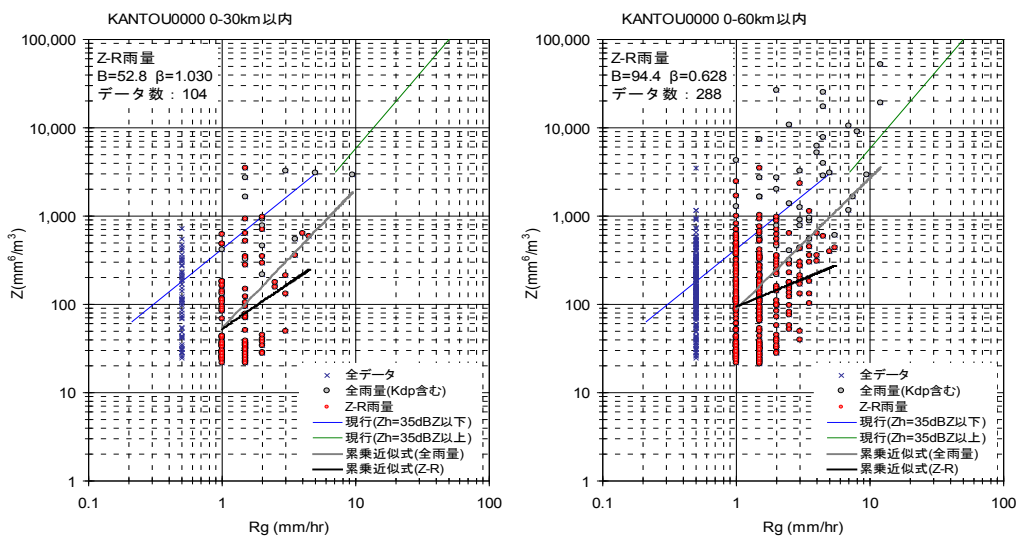 KANTOU0000 0-30km以内
100,000
10,000
1,000
100
10
1
Z(mm6/m3)
Z-R雨量
B=52.8 β=1.030
データ数：104
全データ
全雨量(Kdp含む)
Z-R雨量
現行(Zh=35dBZ以下)
現行(Zh=35dBZ以上)
累乗近似式(全雨量)
累乗近似式(Z-R)
0.1 1 10 100
Rg (mm/hr)
KANTOU0000 0-60km以内
100,000
10,000
1,000
100
10
1
Z(mm6/m3)
Z-R雨量
B=94.4 β=0.628
データ数：288
全データ
全雨量(Kdp含む)
Z-R雨量
現行(Zh=35dBZ以下)
現行(Zh=35dBZ以上)
累乗近似式(全雨量)
累乗近似式(Z-R)
0.1 1 10 100
Rg (mm/hr)